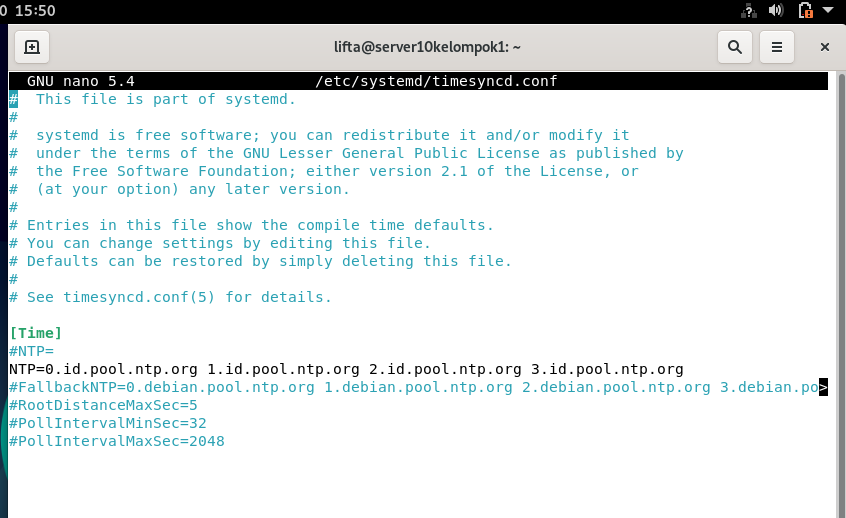 0 15:50
lifta@server10kelompok1: ~
GNU nano 5.4 /etc/systemd/timesyncd.conf
#  This file is part of systemd.
#
#  systemd is free software; you can redistribute it and/or modify it
#  under the terms of the GNU Lesser General Public License as published by
#  the Free Software Foundation; either version 2.1 of the License, or
#  (at your option) any later version.
#
# Entries in this file show the compile time defaults.
# You can change settings by editing this file.
# Defaults can be restored by simply deleting this file.
#
# See timesyncd.conf(5) for details.
[Time]
#NTP=
NTP=0.id.pool.ntp.org 1.id.pool.ntp.org 2.id.pool.ntp.org 3.id.pool.ntp.org
#FallbackNTP=0.debian.pool.ntp.org 1.debian.pool.ntp.org 2.debian.pool.ntp.org 3.debian.po>
#RootDistanceMaxSec=5
#PollIntervalMinSec=32
#PollIntervalMaxSec=2048